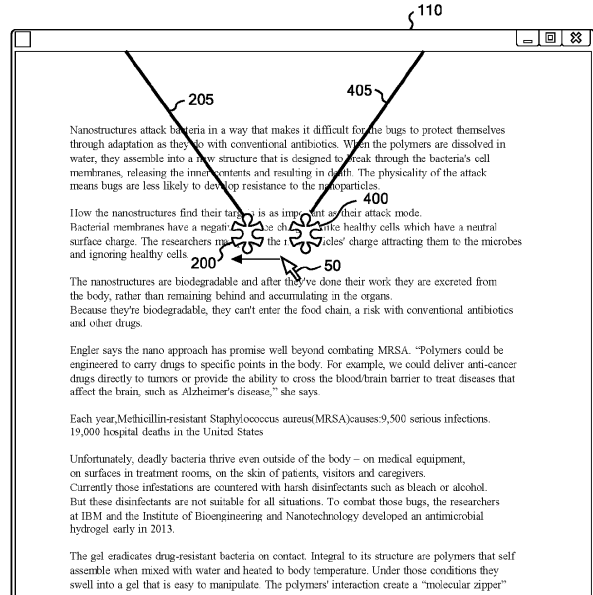 110
205
405
Nanostructures attack bacteria in a way that makes it difficult for the bugs to protect themselves
through adaptation as they do with conventional antibiotics. When the polymers are dissolved in
water, they assemble into a new structure that is designed to break through the bacteria's cell
membranes, releasing the inner contents and resulting in death. The physicality of the attack
means bugs are less likely to develop resistance to the nanoparticles.
400
How the nanostructures find their targets is as important as their attack mode.
Bacterial membranes have a negative surface charge unlike healthy cells which have a neutral
surface charge. The researchers the cles' charge attracting them to the microbes
and ignoring healthy cells.
200
50
The nanostructures are biodegradable and after they've done their work they are excreted from
the body, rather than remaining behind and accumulating in the organs.
Because they're biodegradable, they can't enter the food chain, a risk with conventional antibiotics
and other drugs.
Engler says the nano approach has promise well beyond combating MRSA. “Polymers could be
engineered to carry drugs to specific points in the body. For example, we could deliver anti-cancer
drugs directly to tumors or provide the ability to cross the blood/brain barrier to treat diseases that
affect the brain, such as Alzheimer's disease,” she says.
Each year,Methicillin-resistant Staphylococcus aureus(MRSA)causes:9,500 serious infections.
19,000 hospital deaths in the United States
Unfortunately, deadly bacteria thrive even outside of the body – on medical equipment,
on surfaces in treatment rooms, on the skin of patients, visitors and caregivers.
Currently those infestations are countered with harsh disinfectants such as bleach or alcohol.
But these disinfectants are not suitable for all situations. To combat those bugs, the researchers
at IBM and the Institute of Bioengineering and Nanotechnology developed an antimicrobial
hydrogel early in 2013.
The gel eradicates drug-resistant bacteria on contact. Integral to its structure are polymers that self
assemble when mixed with water and heated to body temperature. Under those conditions they
swell into a gel that is easy to manipulate. The polymers' interaction create a “molecular zipper”